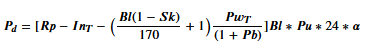 P_d = [Rp − In_T − (Bl(1 − Sk)/170 + 1) Pw_T/(1 + Pb)]Bl ∗ Pu ∗ 24 ∗ α